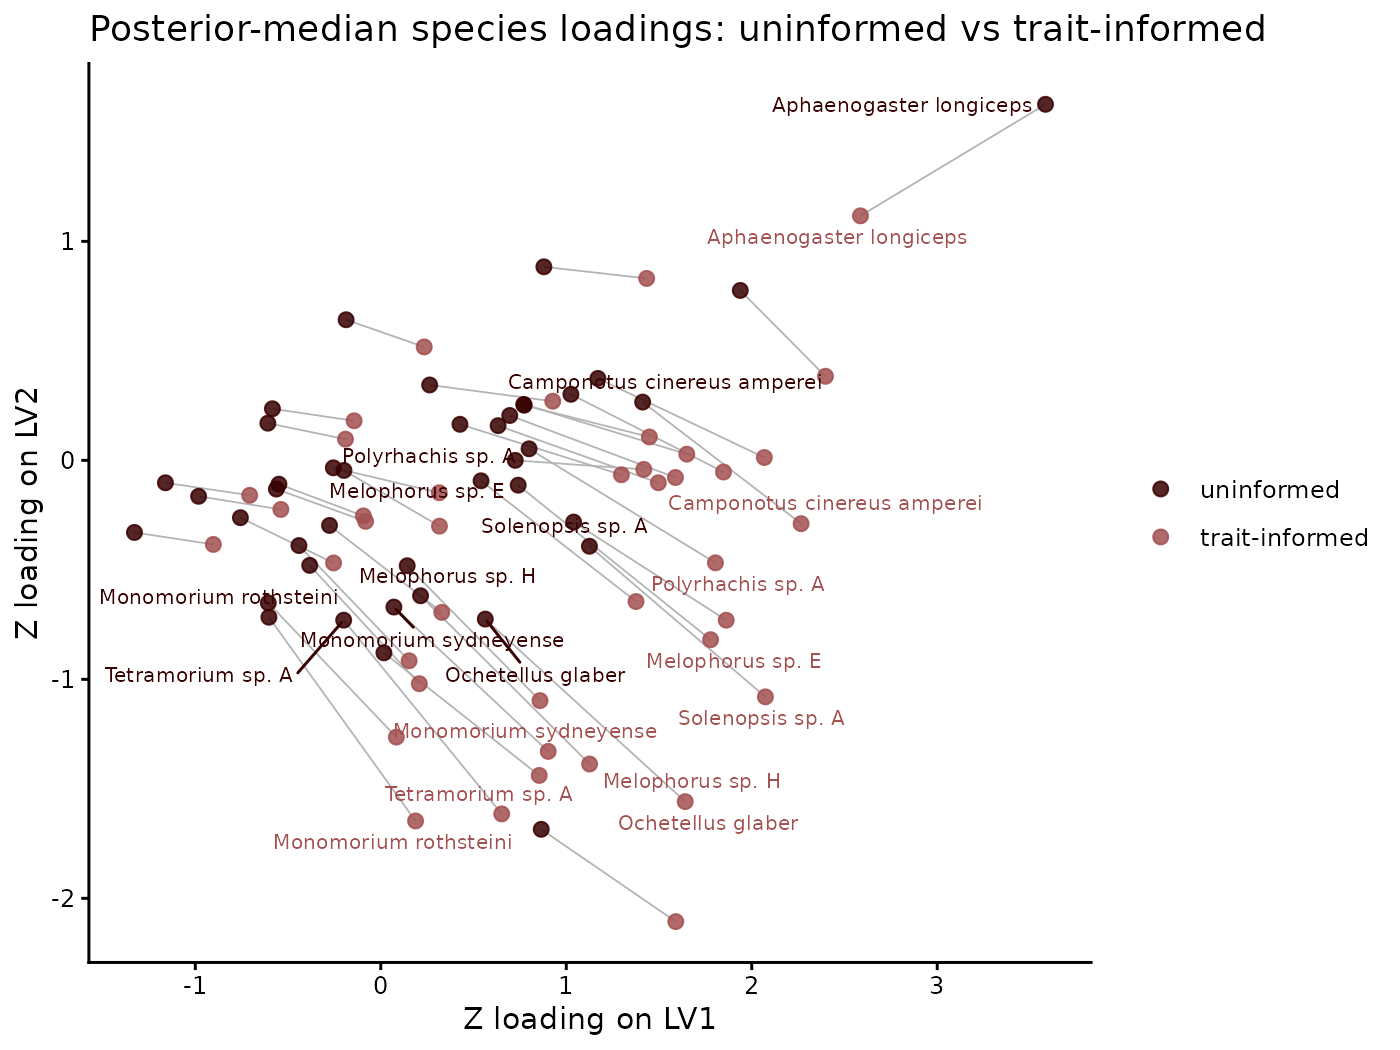 Posterior-median species loadings: uninformed vs trait-informed
Aphaenogaster longiceps
Aphaenogaster longiceps
Camponotus cinereus amperei
Polyrhachis sp. A
Melophorus sp. E
Camponotus cinereus amperei
Solenopsis sp. A
Melophorus sp. H
Polyrhachis sp. A
Monomorium rothsteini
Monomorium sydneyense
Melophorus sp. E
Tetramorium sp. A
Ochetellus glaber
Solenopsis sp. A
Monomorium sydneyense
Melophorus sp. H
Tetramorium sp. A
Ochetellus glaber
Monomorium rothsteini
uninformed
trait-informed
1
0
-1
-2
Z loading on LV2
-1
0
1
2
3
Z loading on LV1